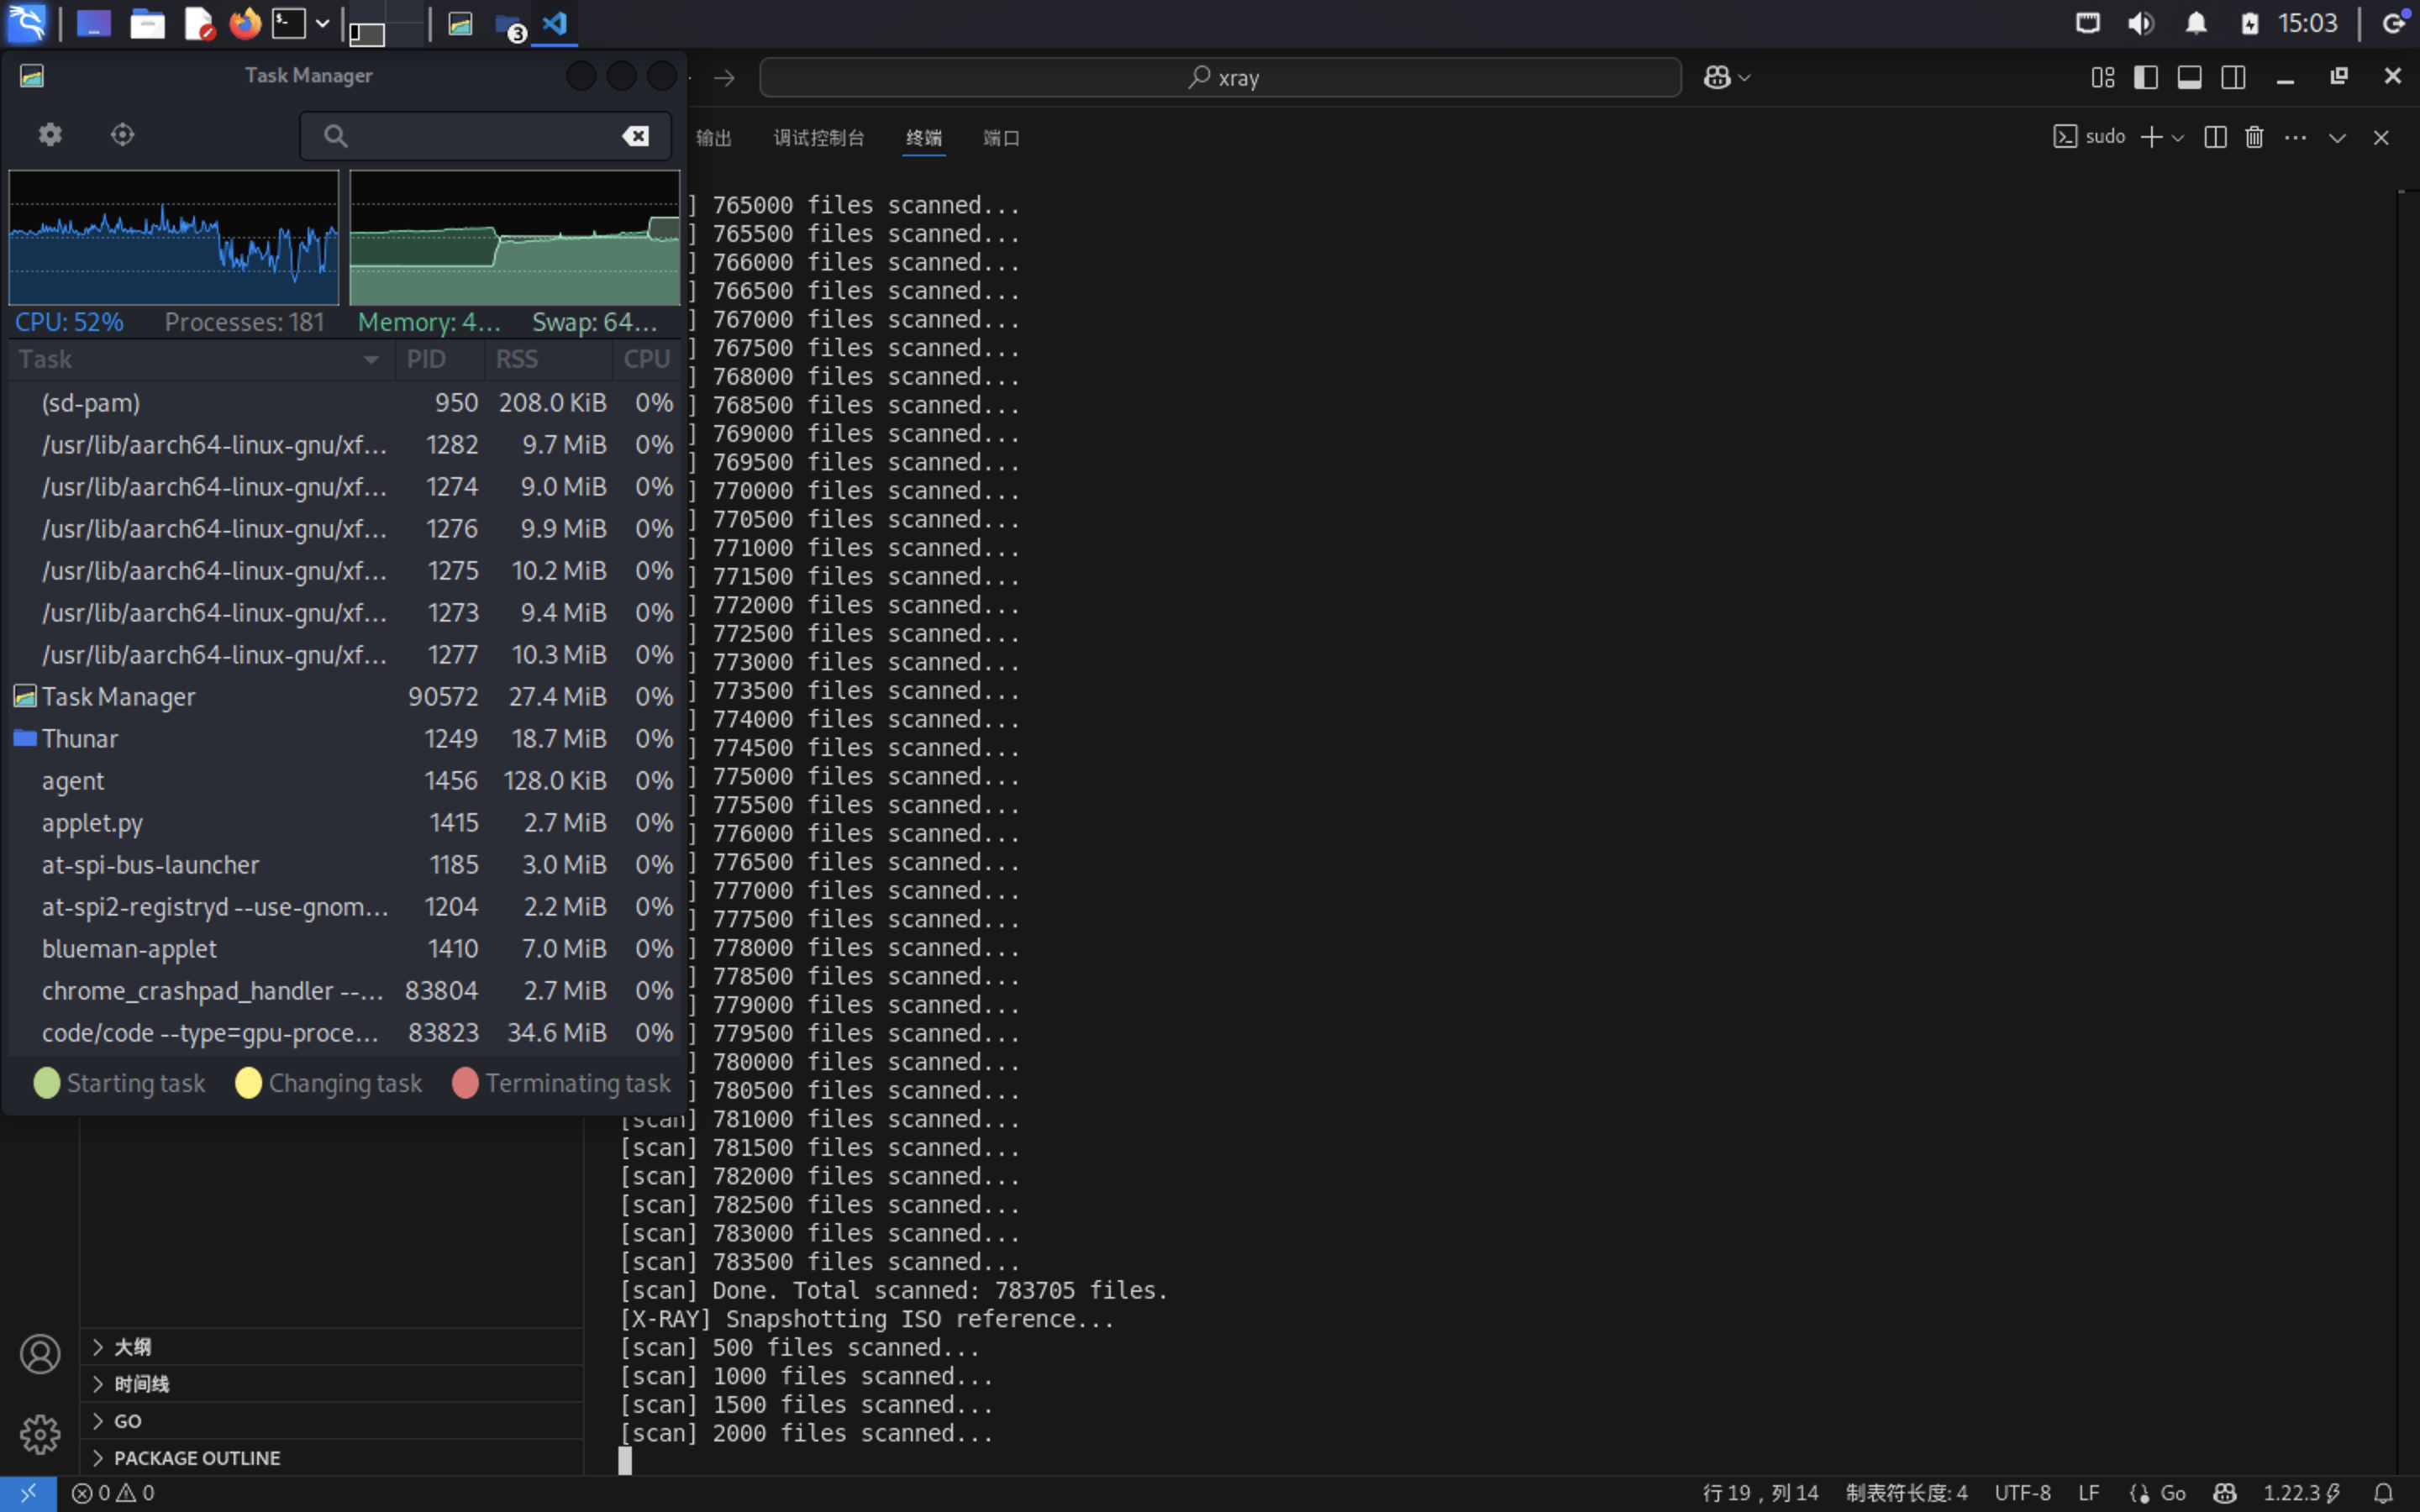 3
15:03
Task Manager
xray
输出 调试控制台 终端 端口
sudo
CPU: 52% Processes: 181 Memory: 4... Swap: 64...
Task PID RSS CPU
(sd-pam) 950 208.0 KiB 0%
/usr/lib/aarch64-linux-gnu/xf... 1282 9.7 MiB 0%
/usr/lib/aarch64-linux-gnu/xf... 1274 9.0 MiB 0%
/usr/lib/aarch64-linux-gnu/xf... 1276 9.9 MiB 0%
/usr/lib/aarch64-linux-gnu/xf... 1275 10.2 MiB 0%
/usr/lib/aarch64-linux-gnu/xf... 1273 9.4 MiB 0%
/usr/lib/aarch64-linux-gnu/xf... 1277 10.3 MiB 0%
Task Manager 90572 27.4 MiB 0%
Thunar 1249 18.7 MiB 0%
agent 1456 128.0 KiB 0%
applet.py 1415 2.7 MiB 0%
at-spi-bus-launcher 1185 3.0 MiB 0%
at-spi2-registryd --use-gnom... 1204 2.2 MiB 0%
blueman-applet 1410 7.0 MiB 0%
chrome_crashpad_handler --... 83804 2.7 MiB 0%
code/code --type=gpu-proce... 83823 34.6 MiB 0%
Starting task Changing task Terminating task
] 765000 files scanned...
] 765500 files scanned...
] 766000 files scanned...
] 766500 files scanned...
] 767000 files scanned...
] 767500 files scanned...
] 768000 files scanned...
] 768500 files scanned...
] 769000 files scanned...
] 769500 files scanned...
] 770000 files scanned...
] 770500 files scanned...
] 771000 files scanned...
] 771500 files scanned...
] 772000 files scanned...
] 772500 files scanned...
] 773000 files scanned...
] 773500 files scanned...
] 774000 files scanned...
] 774500 files scanned...
] 775000 files scanned...
] 775500 files scanned...
] 776000 files scanned...
] 776500 files scanned...
] 777000 files scanned...
] 777500 files scanned...
] 778000 files scanned...
] 778500 files scanned...
] 779000 files scanned...
] 779500 files scanned...
] 780000 files scanned...
] 780500 files scanned...
[scan] 781000 files scanned...
[scan] 781500 files scanned...
[scan] 782000 files scanned...
[scan] 782500 files scanned...
[scan] 783000 files scanned...
[scan] 783500 files scanned...
[scan] Done. Total scanned: 783705 files.
[X-RAY] Snapshotting ISO reference...
[scan] 500 files scanned...
[scan] 1000 files scanned...
[scan] 1500 files scanned...
[scan] 2000 files scanned...
大纲
时间线
GO
PACKAGE OUTLINE
0 0
行 19，列 14 制表符长度: 4 UTF-8 LF Go 1.22.3